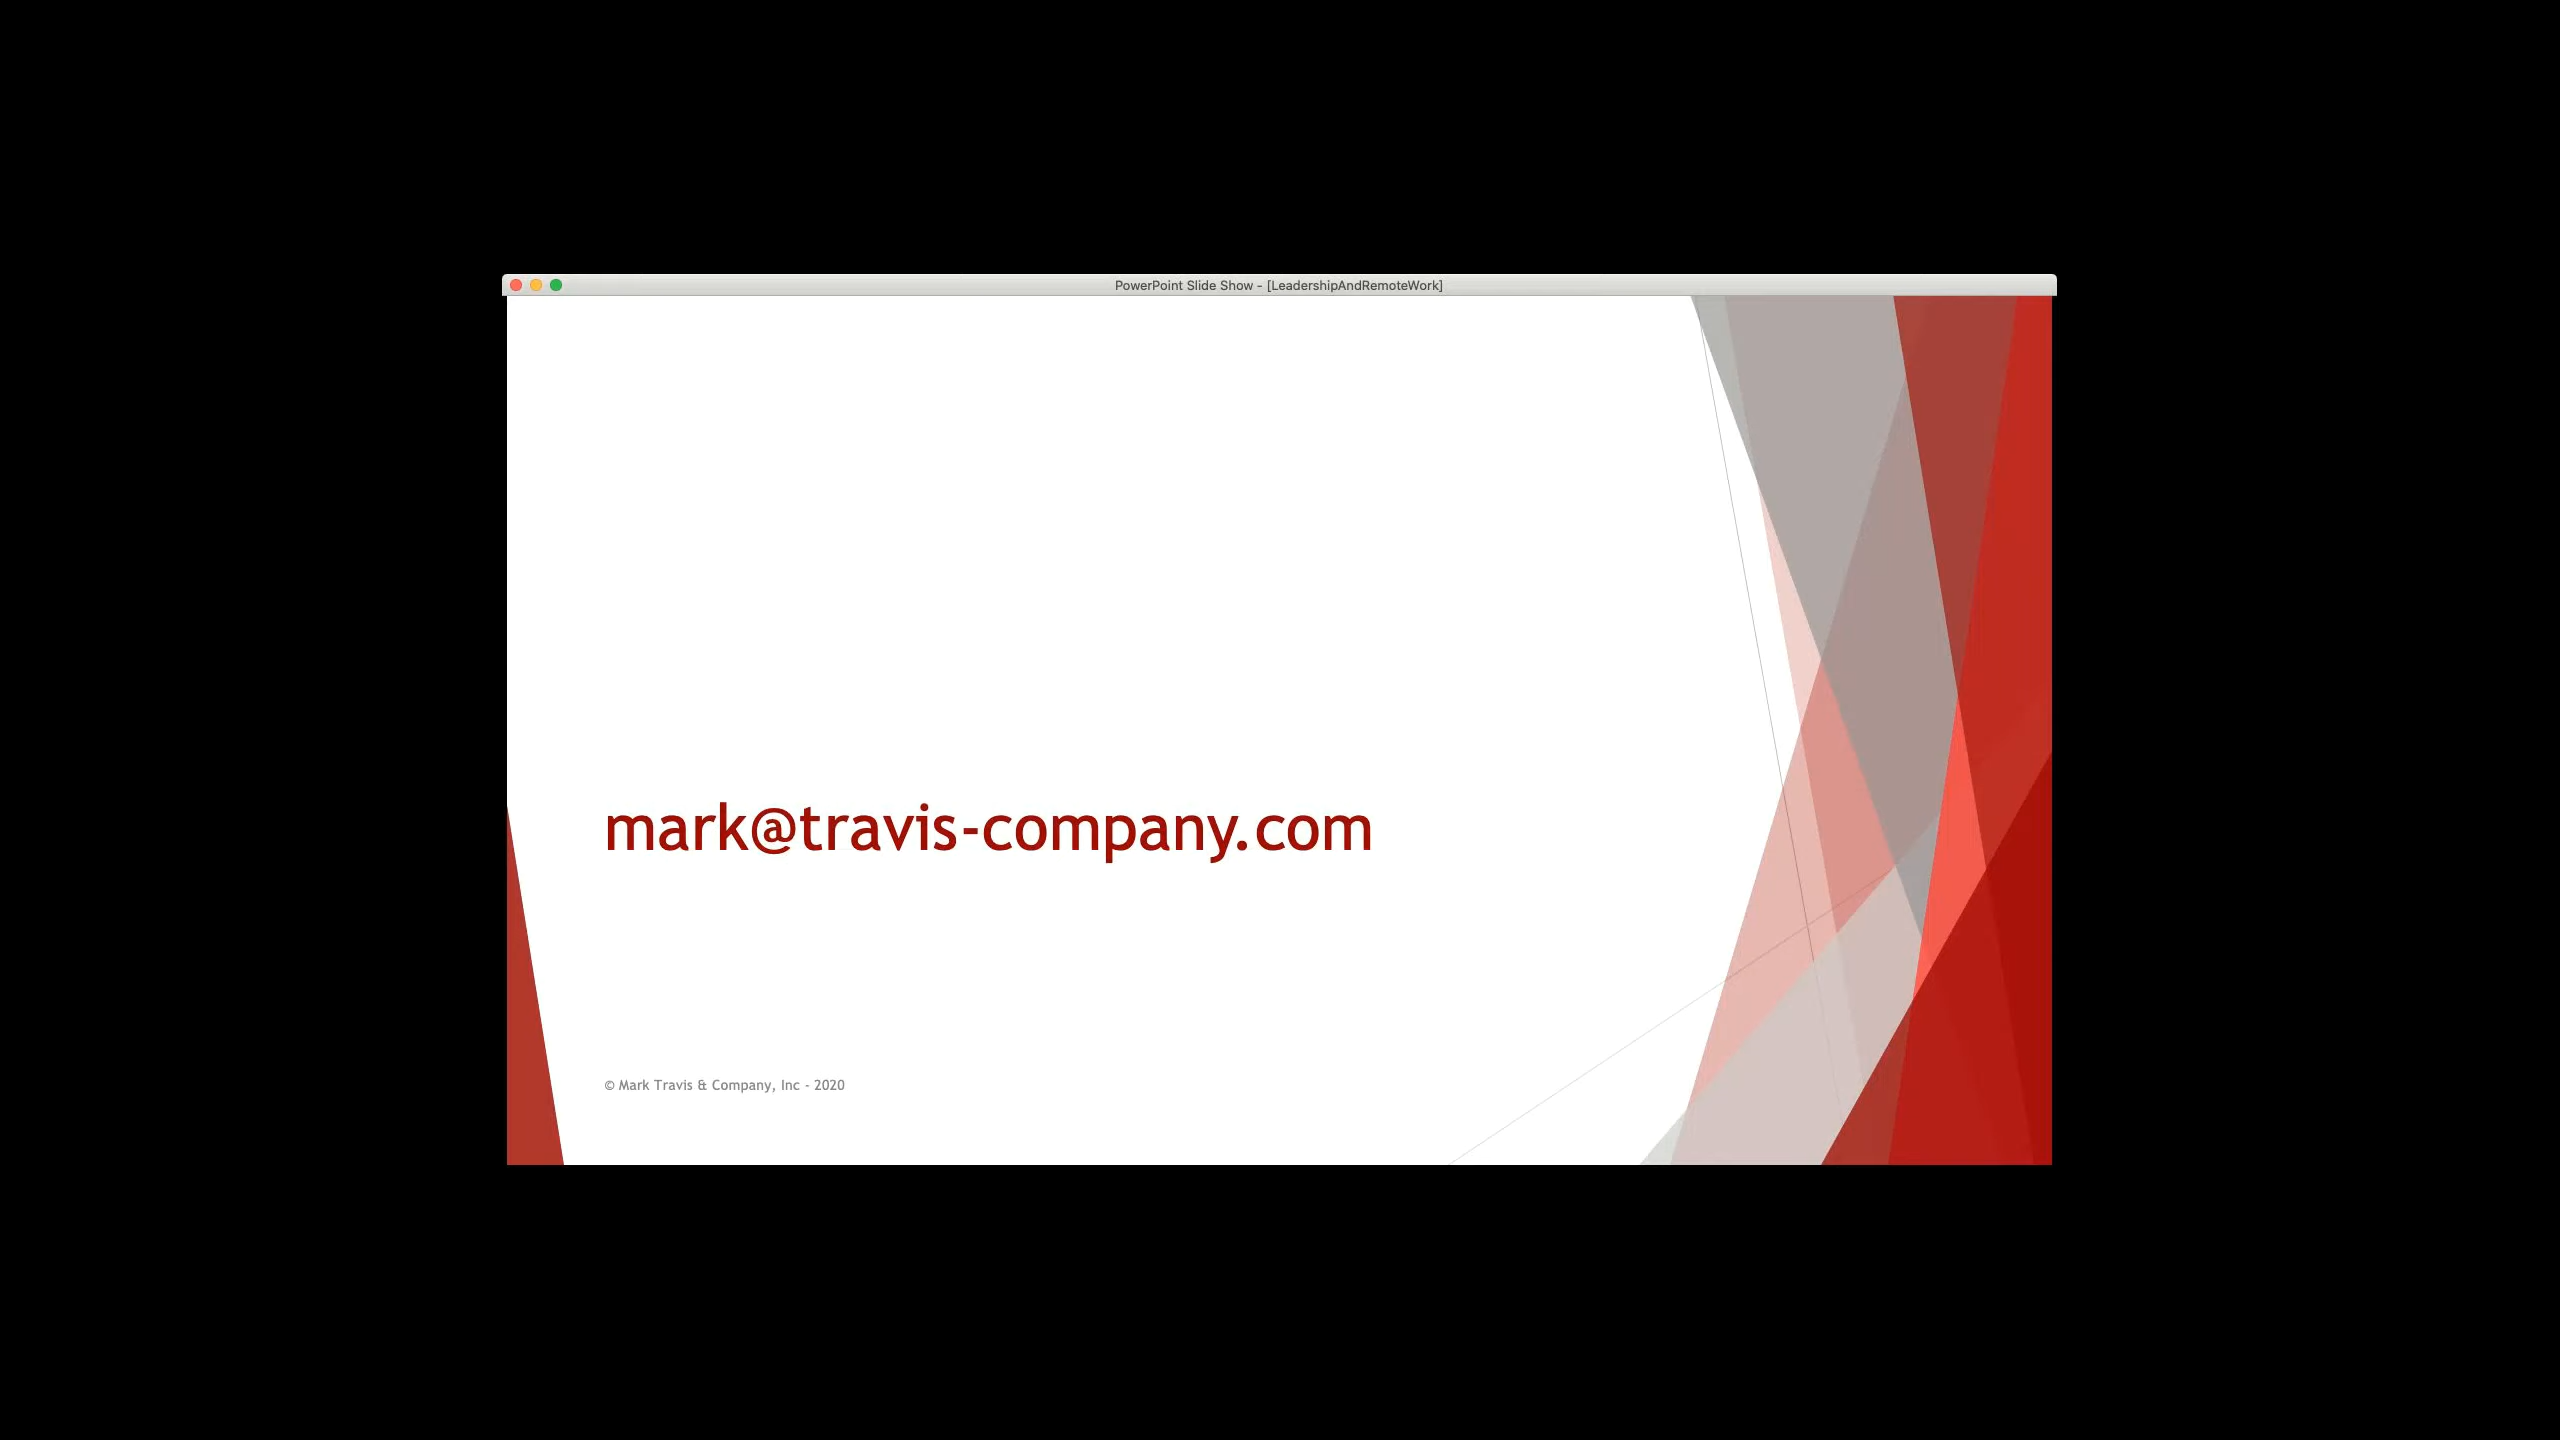 PowerPoint Slide Show - [LeadershipAndRemoteWork]
mark@travis-company.com
© Mark Travis & Company, Inc - 2020